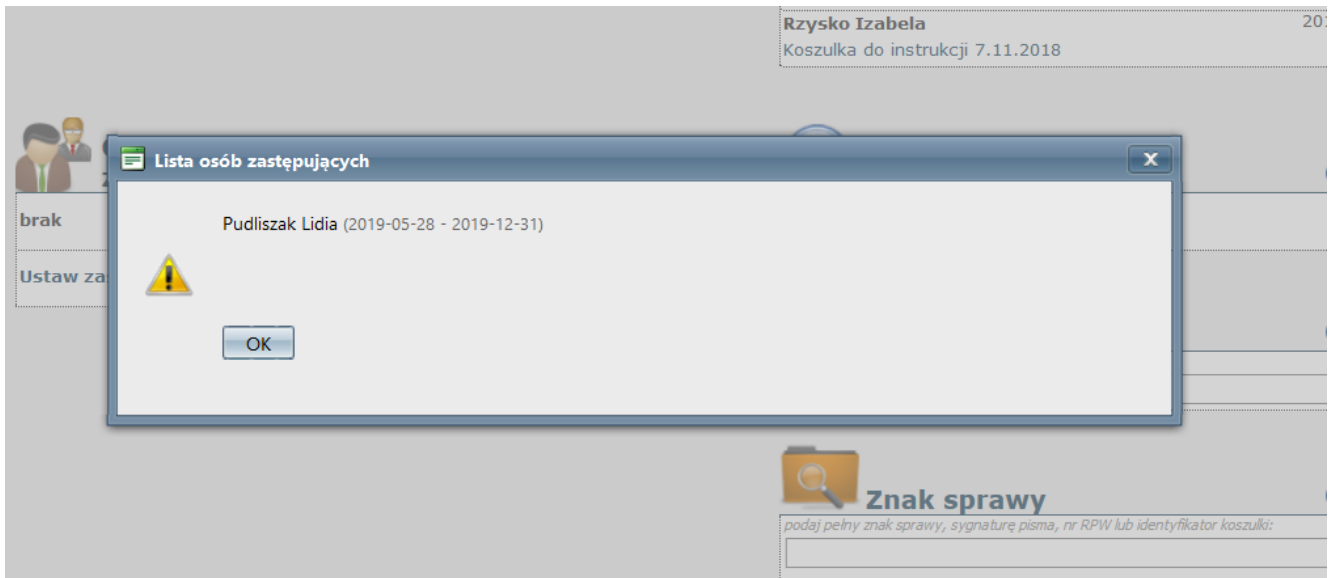 Rzysko Izabela
Koszulka do instrukcji 7.11.2018
Lista osób zastępujących
x
brak
Pudliszak Lidia (2019-05-28 - 2019-12-31)
Ustaw
OK
Znak sprawy
podaj pełny znak sprawy, sygnaturę pisma, nr RPW lub identyfikator koszulki: